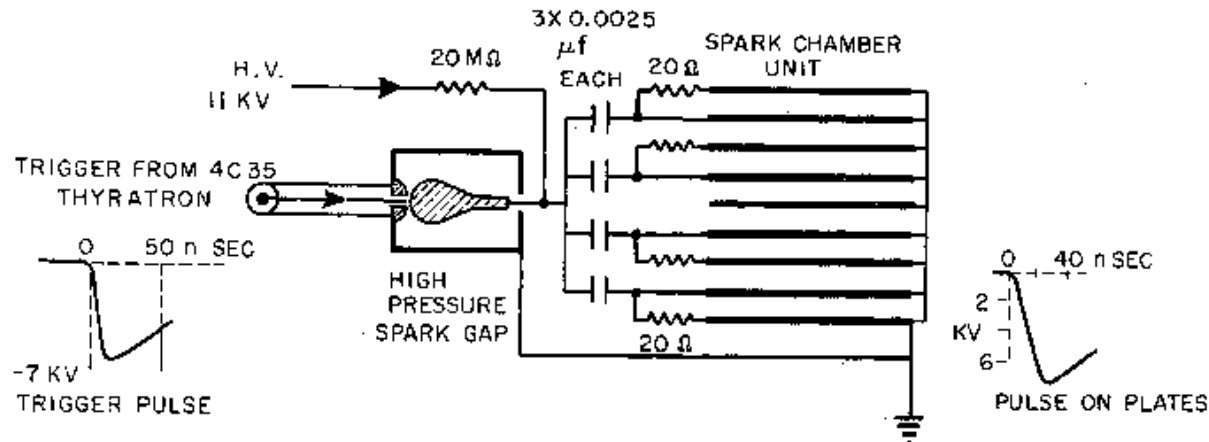 3X 0.0025
μf
EACH
SPARK CHAMBER
UNIT
20 MΩ
20 Ω
H.V.
11 KV
TRIGGER FROM 4C35
THYRATRON
0 50 n SEC
-7 KV
TRIGGER PULSE
HIGH
PRESSURE
SPARK GAP
20 Ω
0 40 n SEC
2
KV
6
PULSE ON PLATES